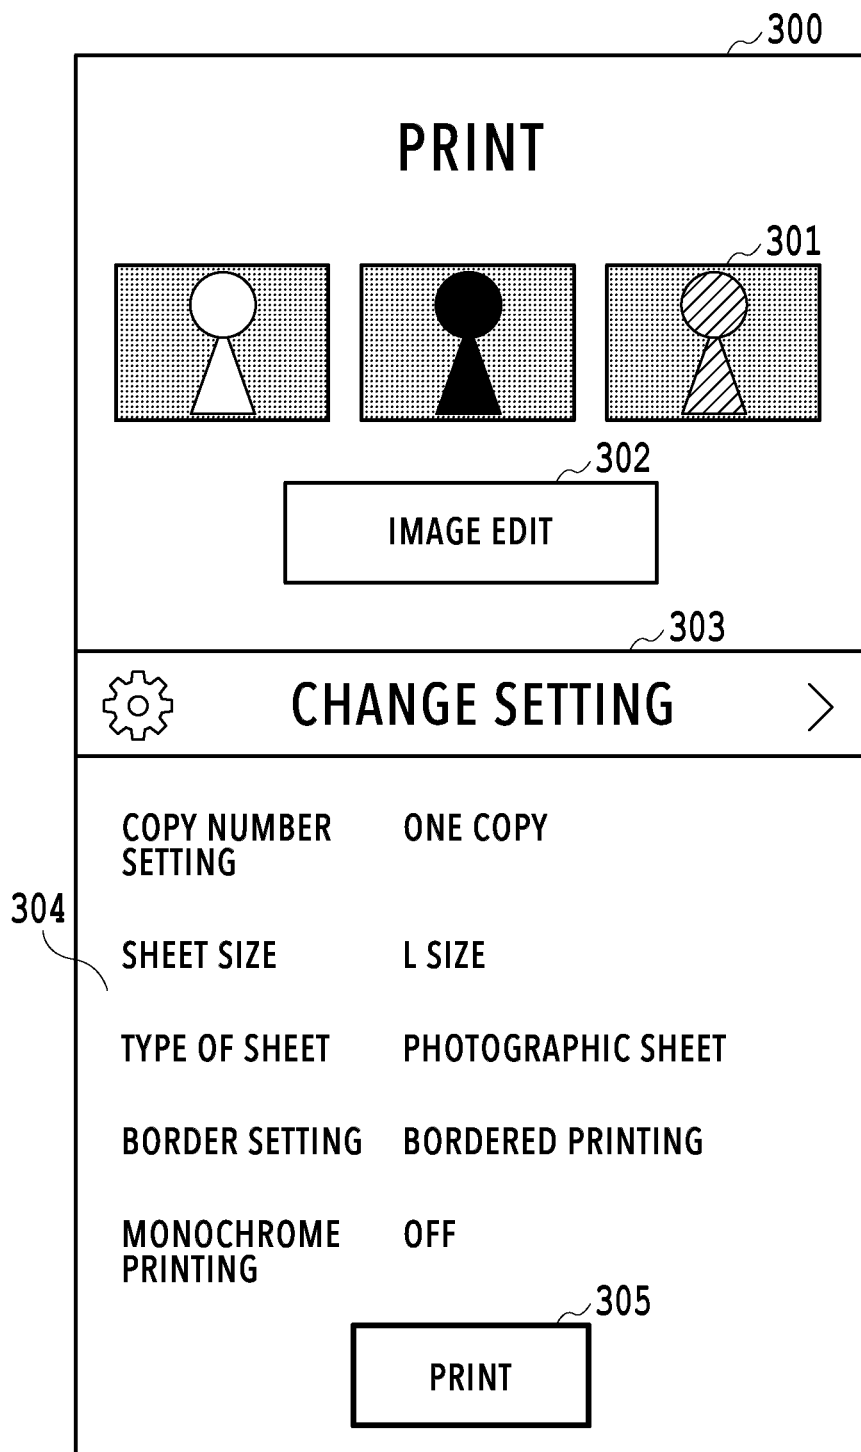 300
PRINT
301
302
IMAGE EDIT
303
CHANGE SETTING
COPY NUMBER SETTING ONE COPY
304
SHEET SIZE L SIZE
TYPE OF SHEET PHOTOGRAPHIC SHEET
BORDER SETTING BORDERED PRINTING
MONOCHROME PRINTING OFF
305
PRINT